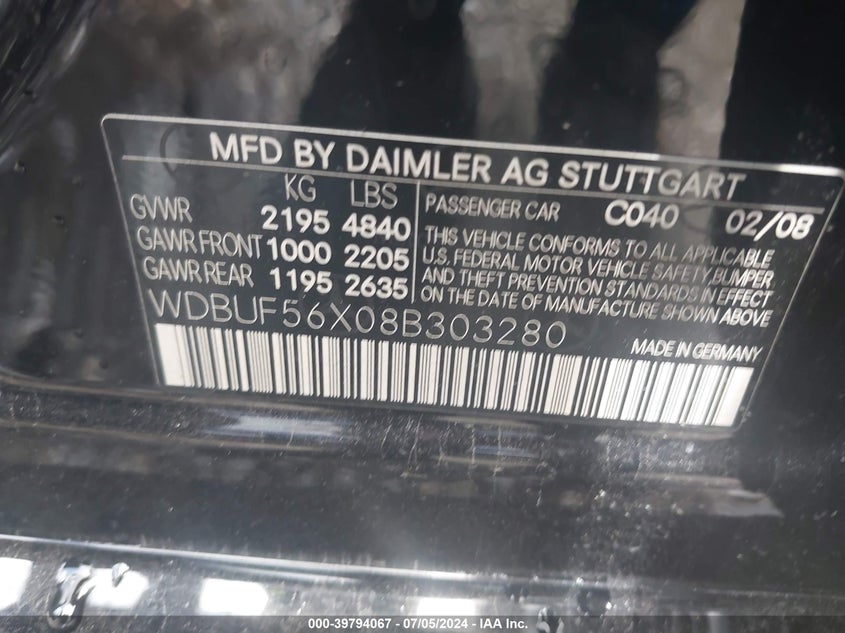 MFD BY DAIMLER AG STUTTGART
KG LBS
GVWR 2195 4840
GAWR FRONT 1000 2205
GAWR REAR 1195 2635
PASSENGER CAR C040 02/08
THIS VEHICLE CONFORMS TO ALL APPLICABLE
U.S. FEDERAL MOTOR VEHICLE SAFETY, BUMPER
AND THEFT PREVENTION STANDARDS IN EFFECT
ON THE DATE OF MANUFACTURE SHOWN ABOVE
WDBUF56X08B303280
MADE IN GERMANY
000-39794067 - 07/05/2024 - IAA Inc.